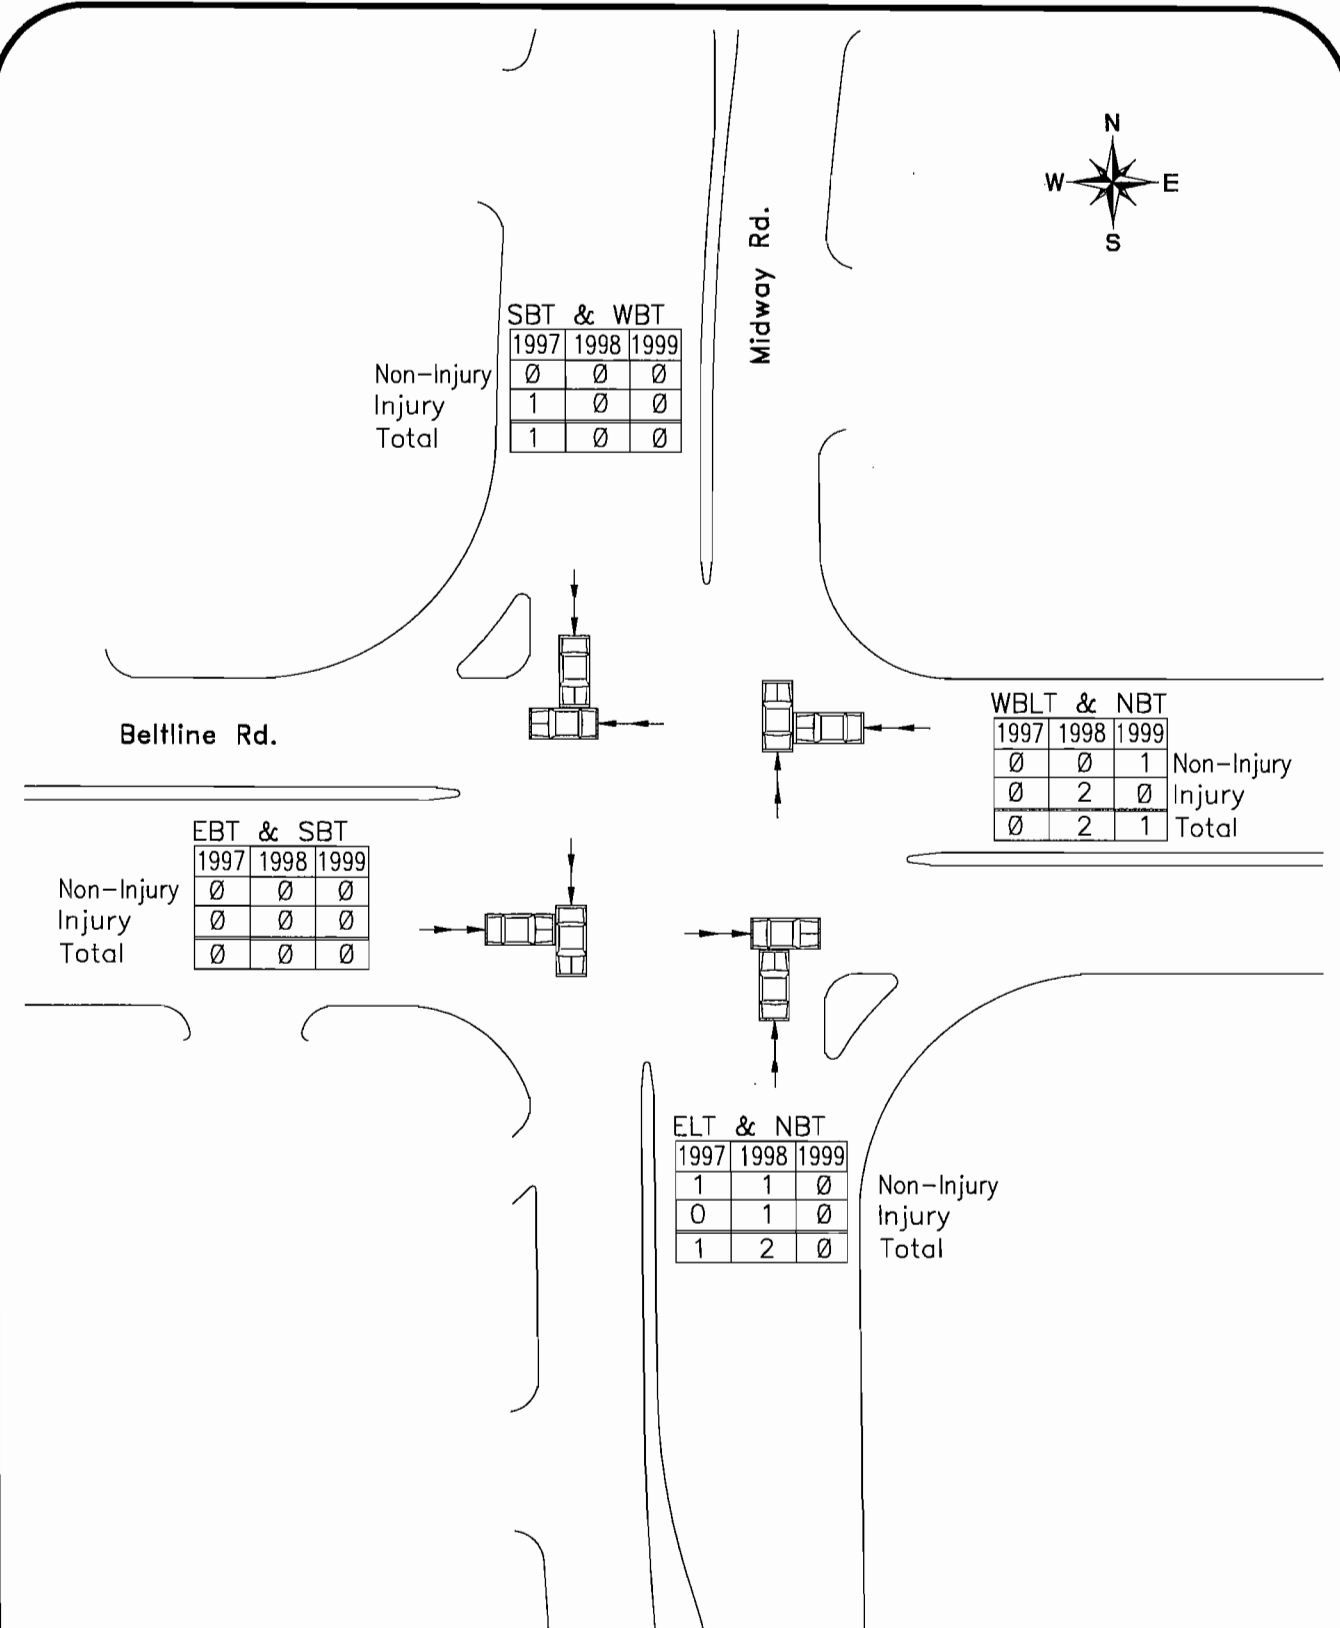 N
W E
S
Midway Rd.
SBT & WBT
1997 1998 1999
Non-Injury Ø Ø Ø
Injury 1 Ø Ø
Total 1 Ø Ø
Beltline Rd.
WBLT & NBT
1997 1998 1999
Ø Ø 1 Non-Injury
Ø 2 Ø Injury
Ø 2 1 Total
EBT & SBT
1997 1998 1999
Non-Injury Ø Ø Ø
Injury Ø Ø Ø
Total Ø Ø Ø
ELT & NBT
1997 1998 1999
1 1 Ø Non-Injury
0 1 Ø Injury
1 2 Ø Total